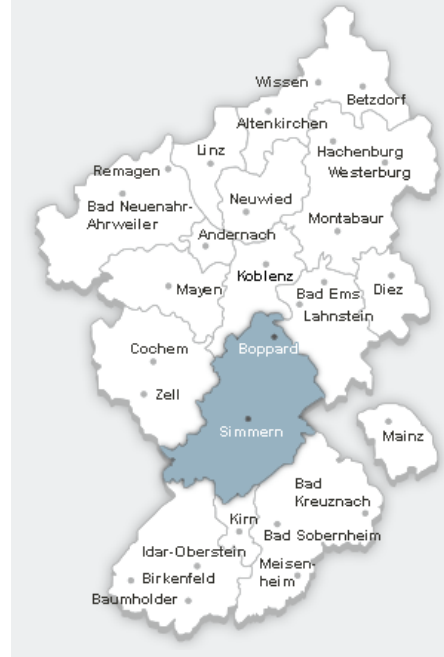 Wissen
Betzdorf
Altenkirchen
Linz
Hachenburg
Remagen
Westerburg
Neuwied
Bad Neuenahr-
Ahrweiler
Montabaur
Andernach
Koblenz
Mayen
Bad Ems
Diez
Lahnstein
Boppard
Cochem
Zell
Simmern
Mainz
Bad
Kreuznach
Kirn
Bad Sobernheim
Idar-Oberstein
Meisen-
heim
Birkenfeld
Baumholder